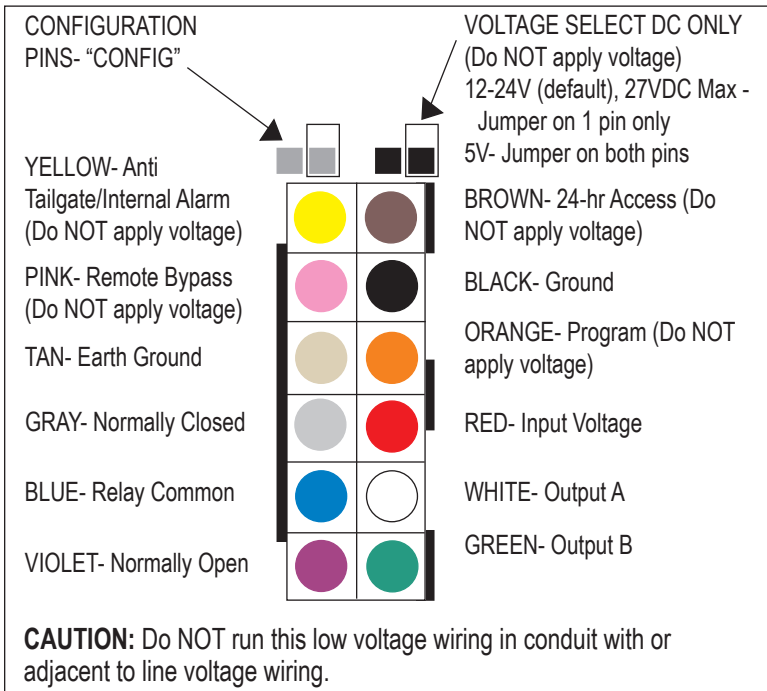 CONFIGURATION
PINS- “CONFIG”
VOLTAGE SELECT DC ONLY
(Do NOT apply voltage)
12-24V (default), 27VDC Max -
Jumper on 1 pin only
5V- Jumper on both pins
YELLOW- Anti
Tailgate/Internal Alarm
(Do NOT apply voltage)
PINK- Remote Bypass
(Do NOT apply voltage)
TAN- Earth Ground
GRAY- Normally Closed
BLUE- Relay Common
VIOLET- Normally Open
BROWN- 24-hr Access (Do
NOT apply voltage)
BLACK- Ground
ORANGE- Program (Do NOT
apply voltage)
RED- Input Voltage
WHITE- Output A
GREEN- Output B
CAUTION: Do NOT run this low voltage wiring in conduit with or
adjacent to line voltage wiring.